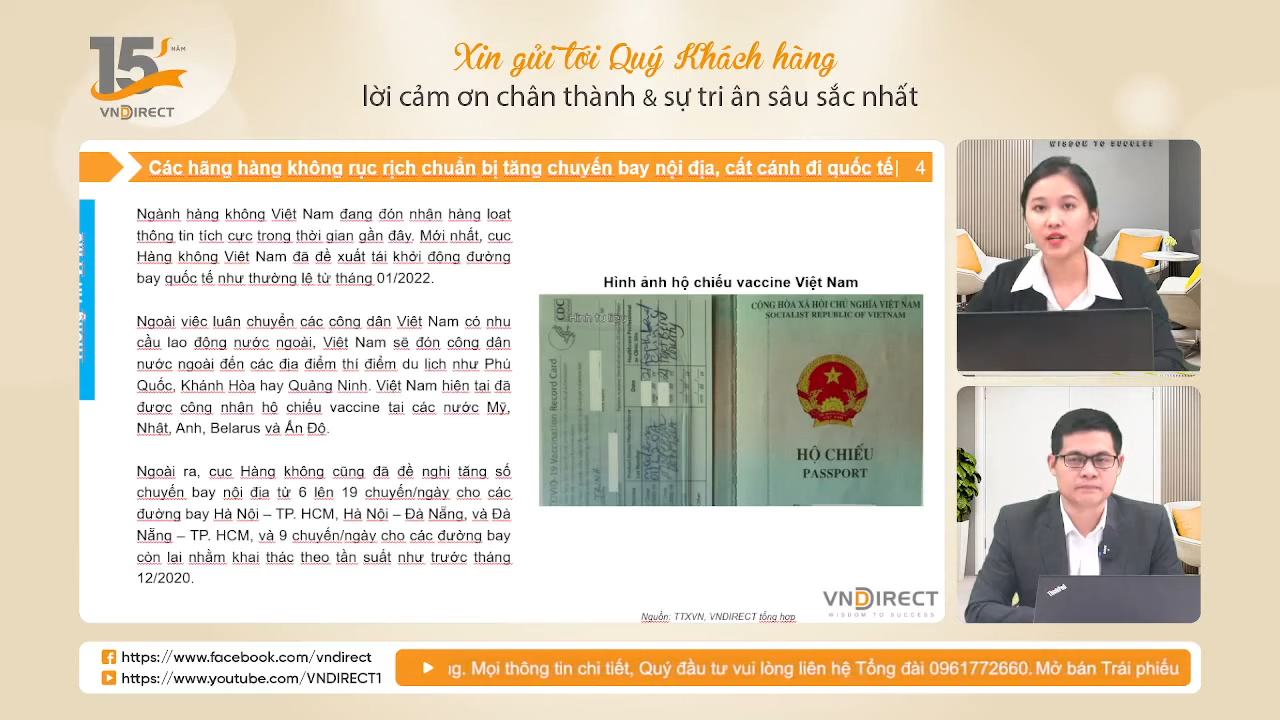 15 NĂM
VNDIRECT
Xin gửi tới Quý Khách hàng
lời cảm ơn chân thành & sự tri ân sâu sắc nhất
Các hãng hàng không rục rịch chuẩn bị tăng chuyến bay nội địa, cất cánh đi quốc tế
4
Ngành hàng không Việt Nam đang đón nhận hàng loạt
thông tin tích cực trong thời gian gần đây. Mới nhất, cục
Hàng không Việt Nam đã đề xuất tái khởi động đường
bay quốc tế như thường lệ từ tháng 01/2022.
Ngoài việc luân chuyển các công dân Việt Nam có nhu
cầu lao động nước ngoài, Việt Nam sẽ đón công dân
nước ngoài đến các địa điểm thí điểm du lịch như Phú
Quốc, Khánh Hòa hay Quảng Ninh. Việt Nam hiện tại đã
được công nhận hộ chiếu vaccine tại các nước Mỹ,
Nhật, Anh, Belarus và Ấn Độ.
Ngoài ra, cục Hàng không cũng đã đề nghị tăng số
chuyến bay nội địa từ 6 lên 19 chuyến/ngày cho các
đường bay Hà Nội – TP. HCM, Hà Nội – Đà Nẵng, và Đà
Nẵng – TP. HCM, và 9 chuyến/ngày cho các đường bay
còn lại nhằm khai thác theo tần suất như trước tháng
12/2020.
Hình ảnh hộ chiếu vaccine Việt Nam
CDC
COVID-19 Vaccination Record Card
CỘNG HÒA XÃ HỘI CHỦ NGHĨA VIỆT NAM
SOCIALIST REPUBLIC OF VIETNAM
HỘ CHIẾU
PASSPORT
Nguồn: TTXVN, VNDIRECT tổng hợp
VNDIRECT
WISDOM TO SUCCESS
WISDOM TO SUCCESS
ThinkPad
https://www.facebook.com/vndirect
https://www.youtube.com/VNDIRECT1
ng. Mọi thông tin chi tiết, Quý đầu tư vui lòng liên hệ Tổng đài 0961772660. Mở bán Trái phiếu